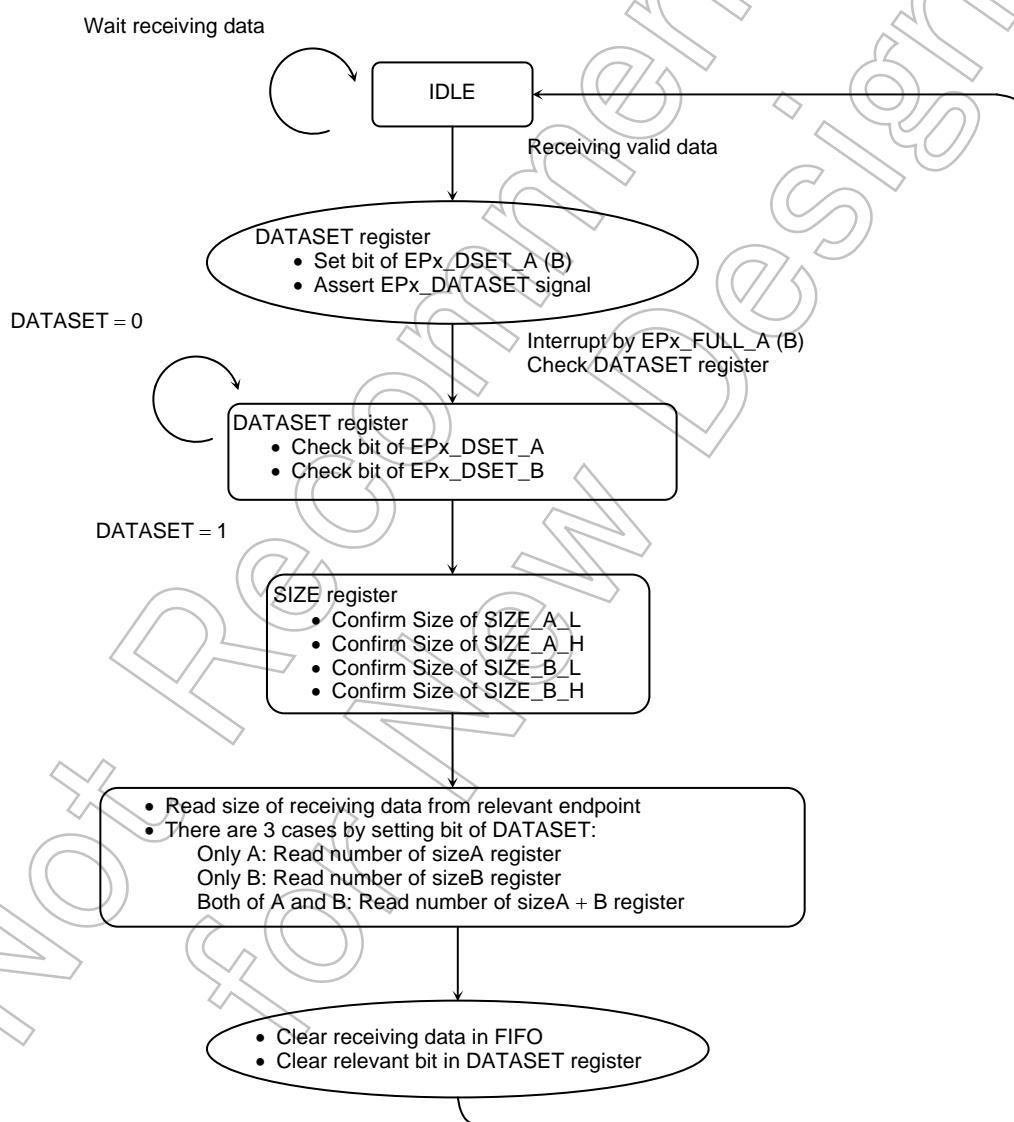 Wait receiving data
IDLE
Receiving valid data
DATASET register
• Set bit of EPx_DSET_A (B)
• Assert EPx_DATASET signal
DATASET = 0
Interrupt by EPx_FULL_A (B)
Check DATASET register
DATASET register
• Check bit of EPx_DSET_A
• Check bit of EPx_DSET_B
DATASET = 1
SIZE register
• Confirm Size of SIZE_A_L
• Confirm Size of SIZE_A_H
• Confirm Size of SIZE_B_L
• Confirm Size of SIZE_B_H
• Read size of receiving data from relevant endpoint
• There are 3 cases by setting bit of DATASET:
Only A: Read number of sizeA register
Only B: Read number of sizeB register
Both of A and B: Read number of sizeA + B register
• Clear receiving data in FIFO
• Clear relevant bit in DATASET register
Not Recommen
for New Design